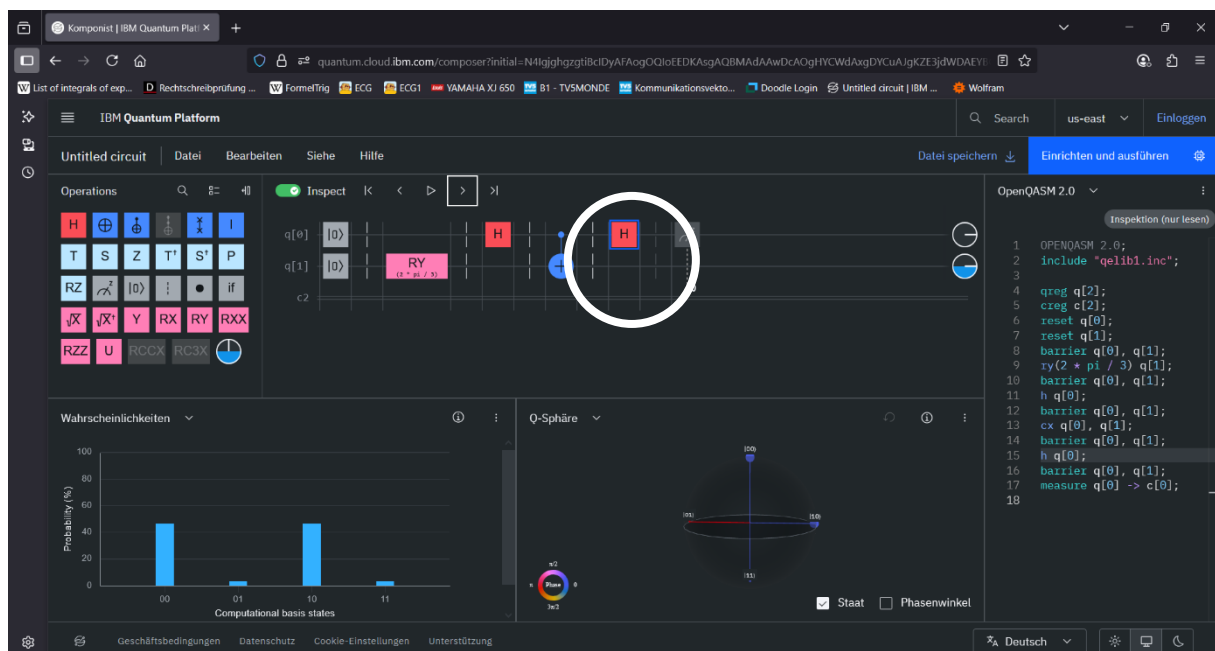 Komponist | IBM Quantum Platf
quantum.cloud.ibm.com/composer?initial=
List of integrals of exp...
Rechtschreibprüfung ...
FormelTrig
ECG
ECG1
YAMAHA XJ 650
B1 - TV5MONDE
Kommunikationsvekto...
Doodle Login
Untitled circuit | IBM ...
Wolfram
IBM Quantum Platform
Search
us-east
Einloggen
Untitled circuit
Datei
Bearbeiten
Siehe
Hilfe
Datei speichern
Einrichten und ausführen
Operations
Inspect
OpenQASM 2.0
Inspektion (nur lesen)
H
I
T S Z T† S† P
RZ z |0⟩ if
√X √X† Y RX RY RXX
RZZ U RCCX RC3X
q[0] |0⟩ H H
q[1] |0⟩ RY
(2 * pi / 3)
c2
1 OPENQASM 2.0;
2 include "qelib1.inc";
3
4 qreg q[2];
5 creg c[2];
6 reset q[0];
7 reset q[1];
8 barrier q[0], q[1];
9 ry(2 * pi / 3) q[1];
10 barrier q[0], q[1];
11 h q[0];
12 barrier q[0], q[1];
13 cx q[0], q[1];
14 barrier q[0], q[1];
15 h q[0];
16 barrier q[0], q[1];
17 measure q[0] -> c[0];
18
Wahrscheinlichkeiten
Probability (%)
100
80
60
40
20
0
00 01 10 11
Computational basis states
Q-Sphäre
|00⟩
|01⟩
|10⟩
|11⟩
π/2
π Phase 0
3π/2
Staat
Phasenwinkel
Geschäftsbedingungen
Datenschutz
Cookie-Einstellungen
Unterstützung
Deutsch